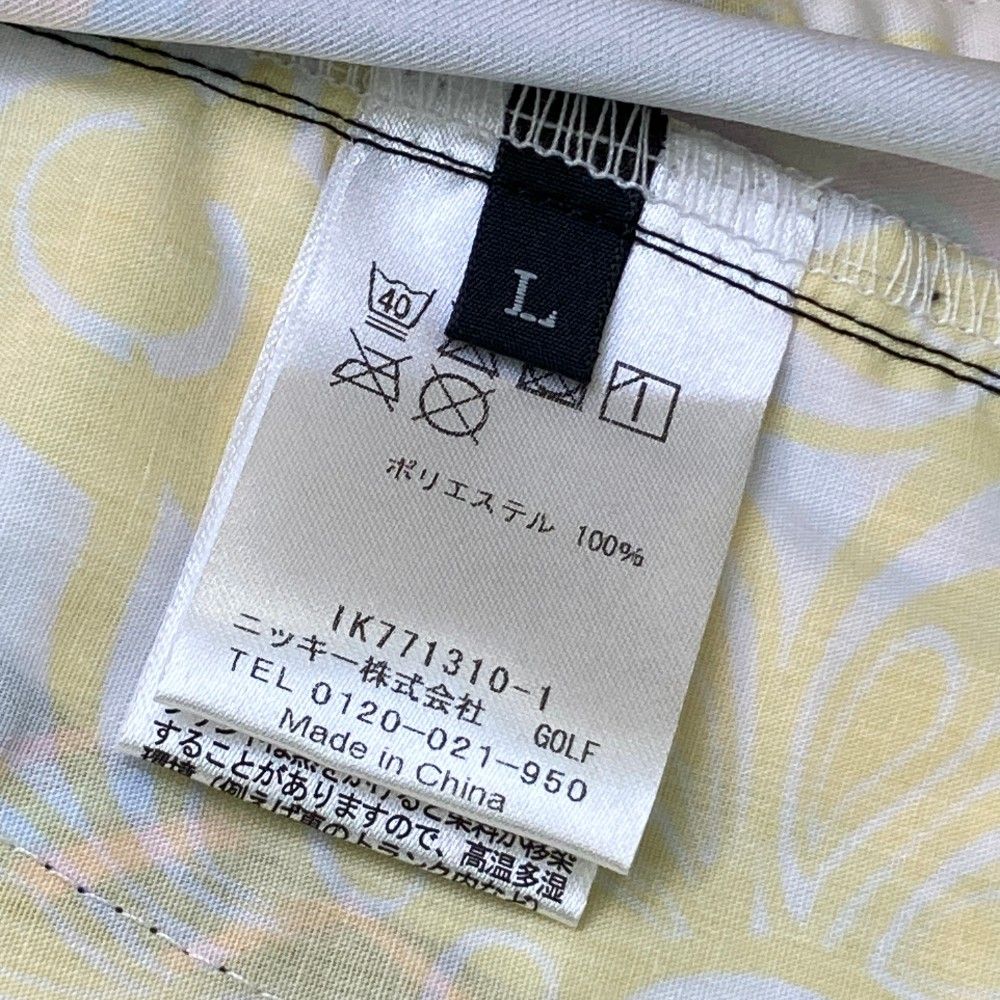 L
40
ポリエステル 100%
IK771310-1
ニッキー株式会社 GOLF
TEL 0120-021-950
Made in China
することがありますので、高温多湿